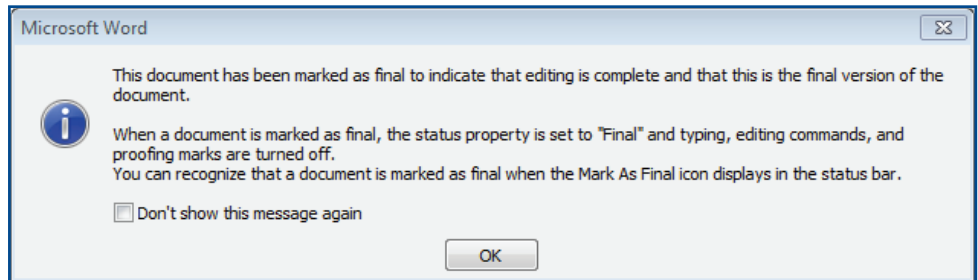 Microsoft Word
This document has been marked as final to indicate that editing is complete and that this is the final version of the
document.
When a document is marked as final, the status property is set to "Final" and typing, editing commands, and
proofing marks are turned off.
You can recognize that a document is marked as final when the Mark As Final icon displays in the status bar.
Don't show this message again
OK